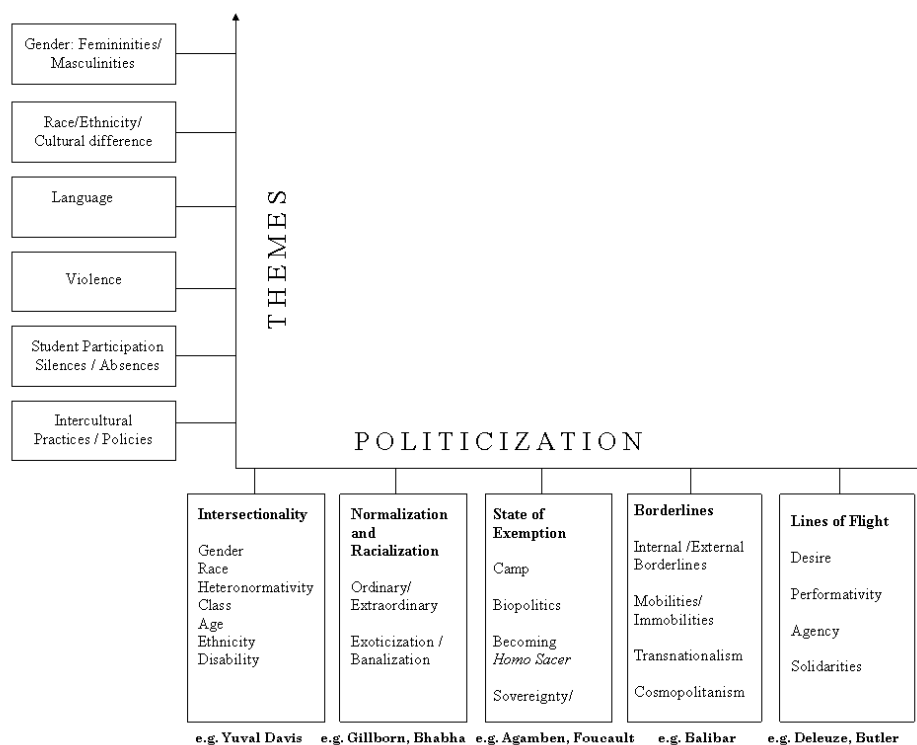 Gender: Femininities/
Masculinities
Race/Ethnicity/
Cultural difference
Language
Violence
Student Participation
Silences / Absences
Intercultural
Practices / Policies
THEMES
POLITICIZATION
Intersectionality
Gender
Race
Heteronormativity
Class
Age
Ethnicity
Disability
Normalization
and
Racialization
Ordinary/
Extraordinary
Exoticization /
Banalization
State of
Exemption
Camp
Biopolitics
Becoming
Homo Sacer
Sovereignty/
Borderlines
Internal /External
Borderlines
Mobilities/
Immobilities
Transnationalism
Cosmopolitanism
Lines of Flight
Desire
Performativity
Agency
Solidarities
e.g. Yuval Davis
e.g. Gillborn, Bhabha
e.g. Agamben, Foucault
e.g. Balibar
e.g. Deleuze, Butler